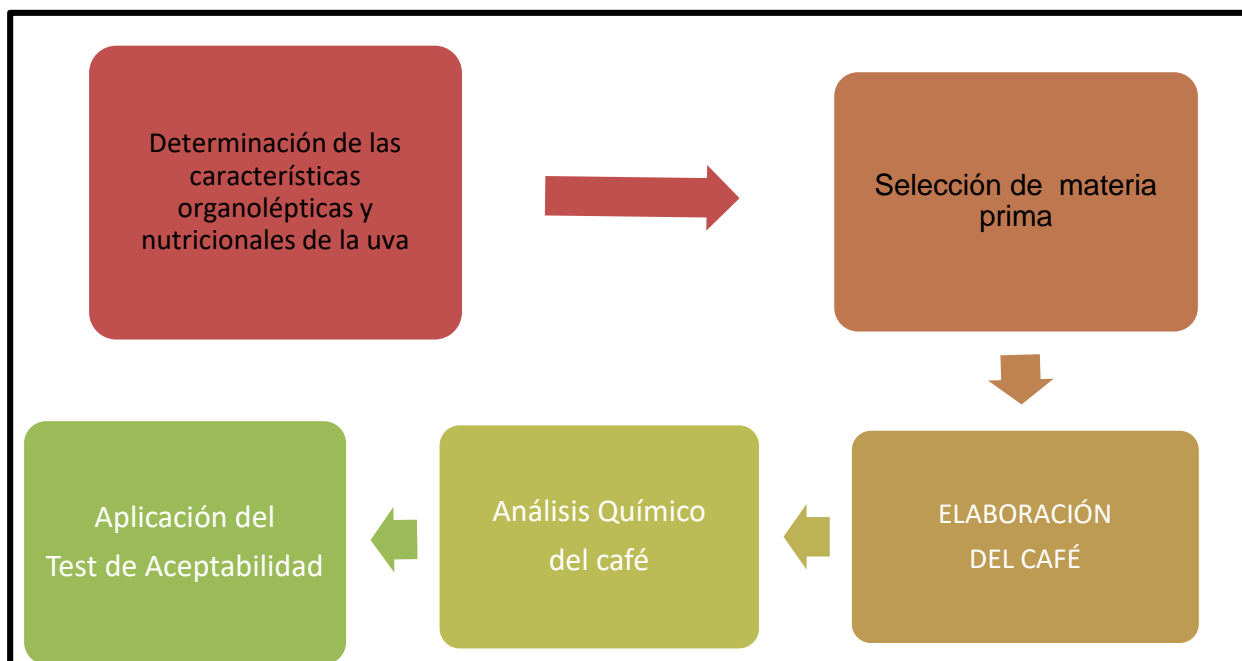 Determinación de las
características
organolépticas y
nutricionales de la uva
Selección de  materia
prima
ELABORACIÓN
DEL CAFÉ
Análisis Químico
del café
Aplicación del
Test de Aceptabilidad